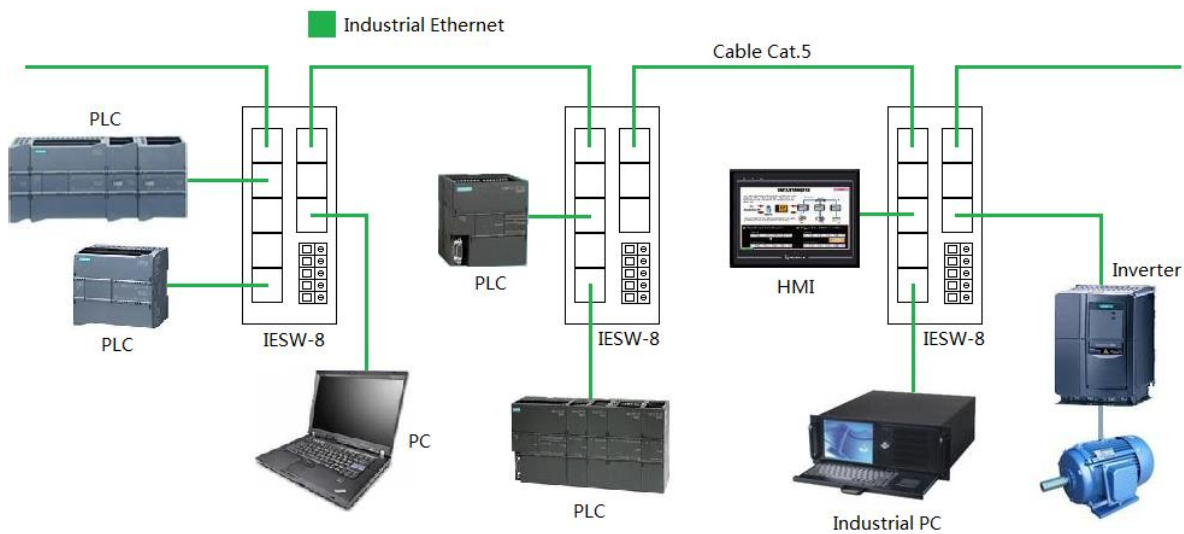 Industrial Ethernet
Cable Cat.5
PLC
PLC
IESW-8
PC
PLC
IESW-8
PLC
HMI
IESW-8
Industrial PC
Inverter